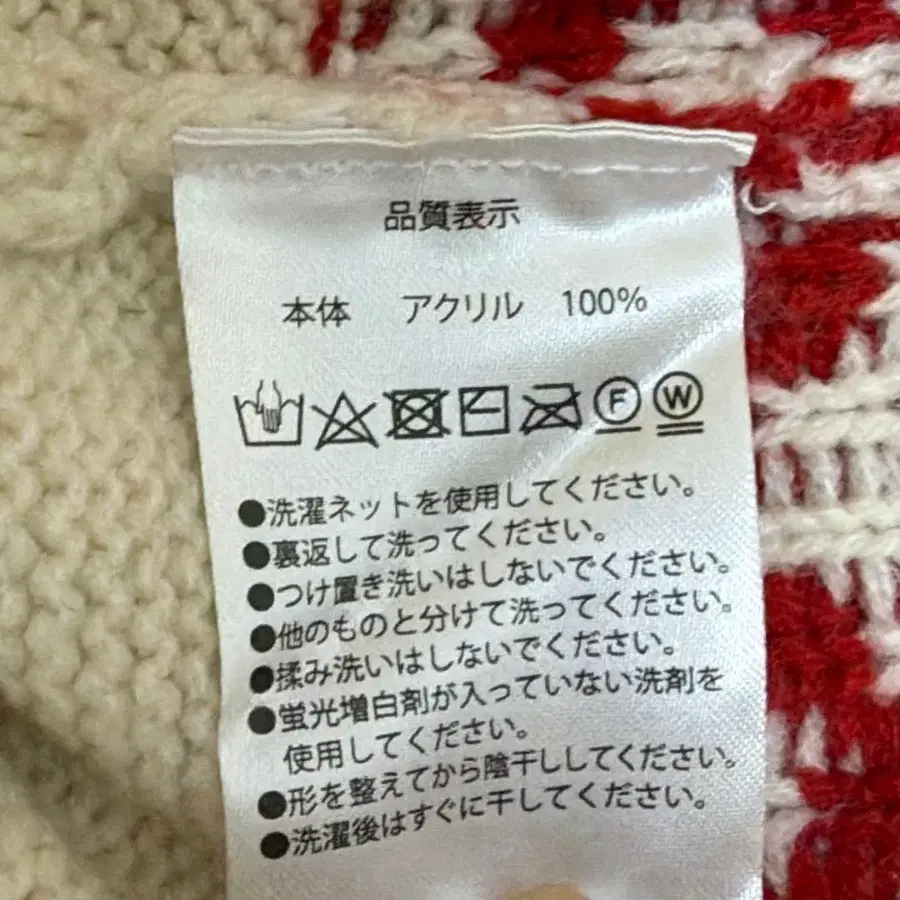 品質表示
本体 アクリル 100%
F W
●洗濯ネットを使用してください。
●裏返して洗ってください。
●つけ置き洗いはしないでください。
●他のものと分けて洗ってください。
●揉み洗いはしないでください。
●蛍光増白剤が入っていない洗剤を
使用してください。
●形を整えてから陰干ししてください。
●洗濯後はすぐに干してください。